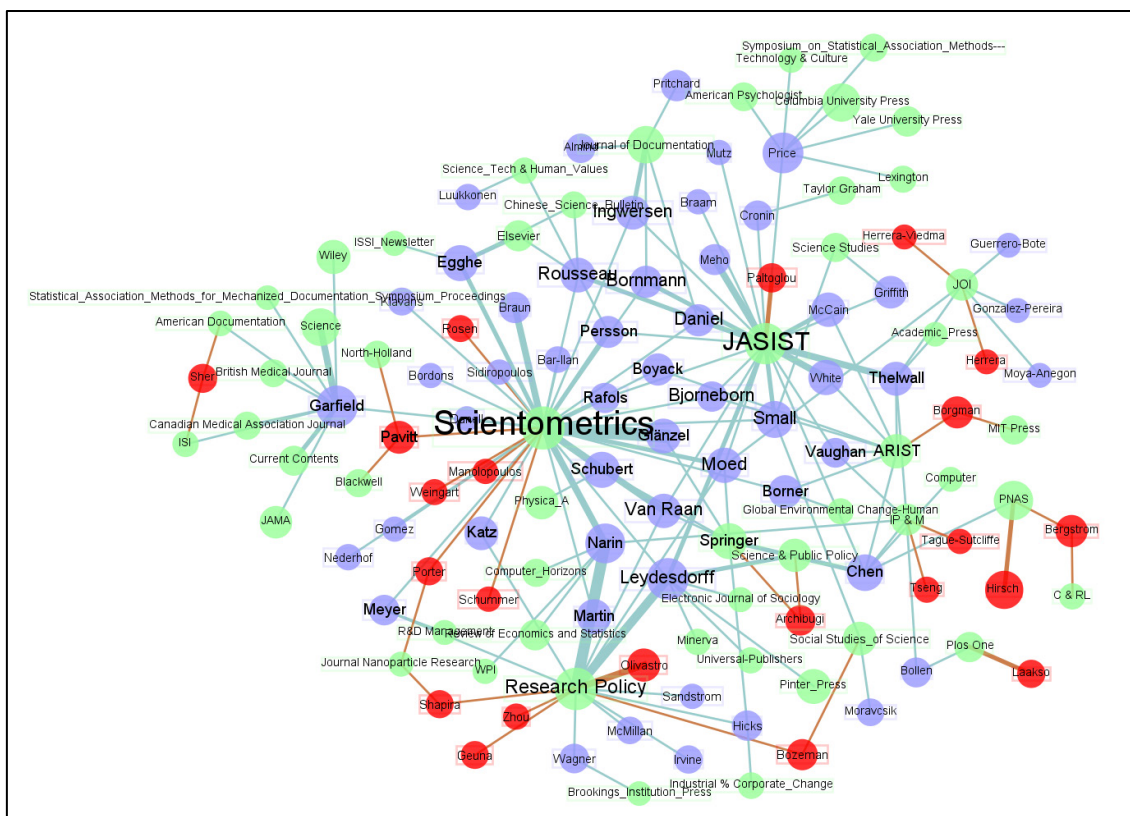 Symposium_on_Statistical_Association_Methods---
Technology & Culture
Pritchard
American Psychologist
Columbia University Press
Yale University Press
Journal of Documentation
Mutz
Price
Science_Tech & Human_Values
Lexington
Luukkonen
Taylor Graham
Chinese_Science_Bulletin
Ingwersen
Braam
Cronin
Elsevier
ISSI_Newsletter
Herrera-Viedma
Guerrero-Bote
Science Studies
Wiley
Egghe
Rousseau
Bornmann
Meho
Paltoglou
JOI
Statistical_Association_Methods_for_Mechanized_Documentation_Symposium_Proceedings
Klavans
Braun
McCain
Griffith
Gonzalez-Pereira
American Documentation
Science
Rosen
Persson
Daniel
JASIST
Academic_Press
North-Holland
Bar-Ilan
Herrera
Moya-Anegon
Sher
British Medical Journal
Bordons
Sidiropoulos
Boyack
White
Thelwall
Garfield
Rafols
Bjorneborn
Borgman
Canadian Medical Association Journal
Scientometrics
Small
MIT Press
ISI
Pavitt
Glänzel
ARIST
Current Contents
Manolopoulos
Schubert
Moed
Vaughan
Blackwell
Weingart
Borner
Computer
Physica_A
Van Raan
Global Environmental Change-Human
PNAS
JAMA
Gomez
IP & M
Katz
Narin
Springer
Bergstrom
Nederhof
Science & Public Policy
Tague-Sutcliffe
Porter
Computer_Horizons
Leydesdorff
Chen
Tseng
Hirsch
Schummer
Electronic Journal of Sociology
C & RL
Meyer
Martin
Archibugi
R&D Management
Review of Economics and Statistics
Minerva
Social Studies_of Science
Journal Nanoparticle Research
WPI
Olivastro
Universal-Publishers
Plos One
Research Policy
Pinter_Press
Bollen
Laakso
Shapira
Sandstrom
Moravcsik
Zhou
McMillan
Hicks
Geuna
Wagner
Irvine
Bozeman
Industrial % Corporate_Change
Brookings_Institution_Press